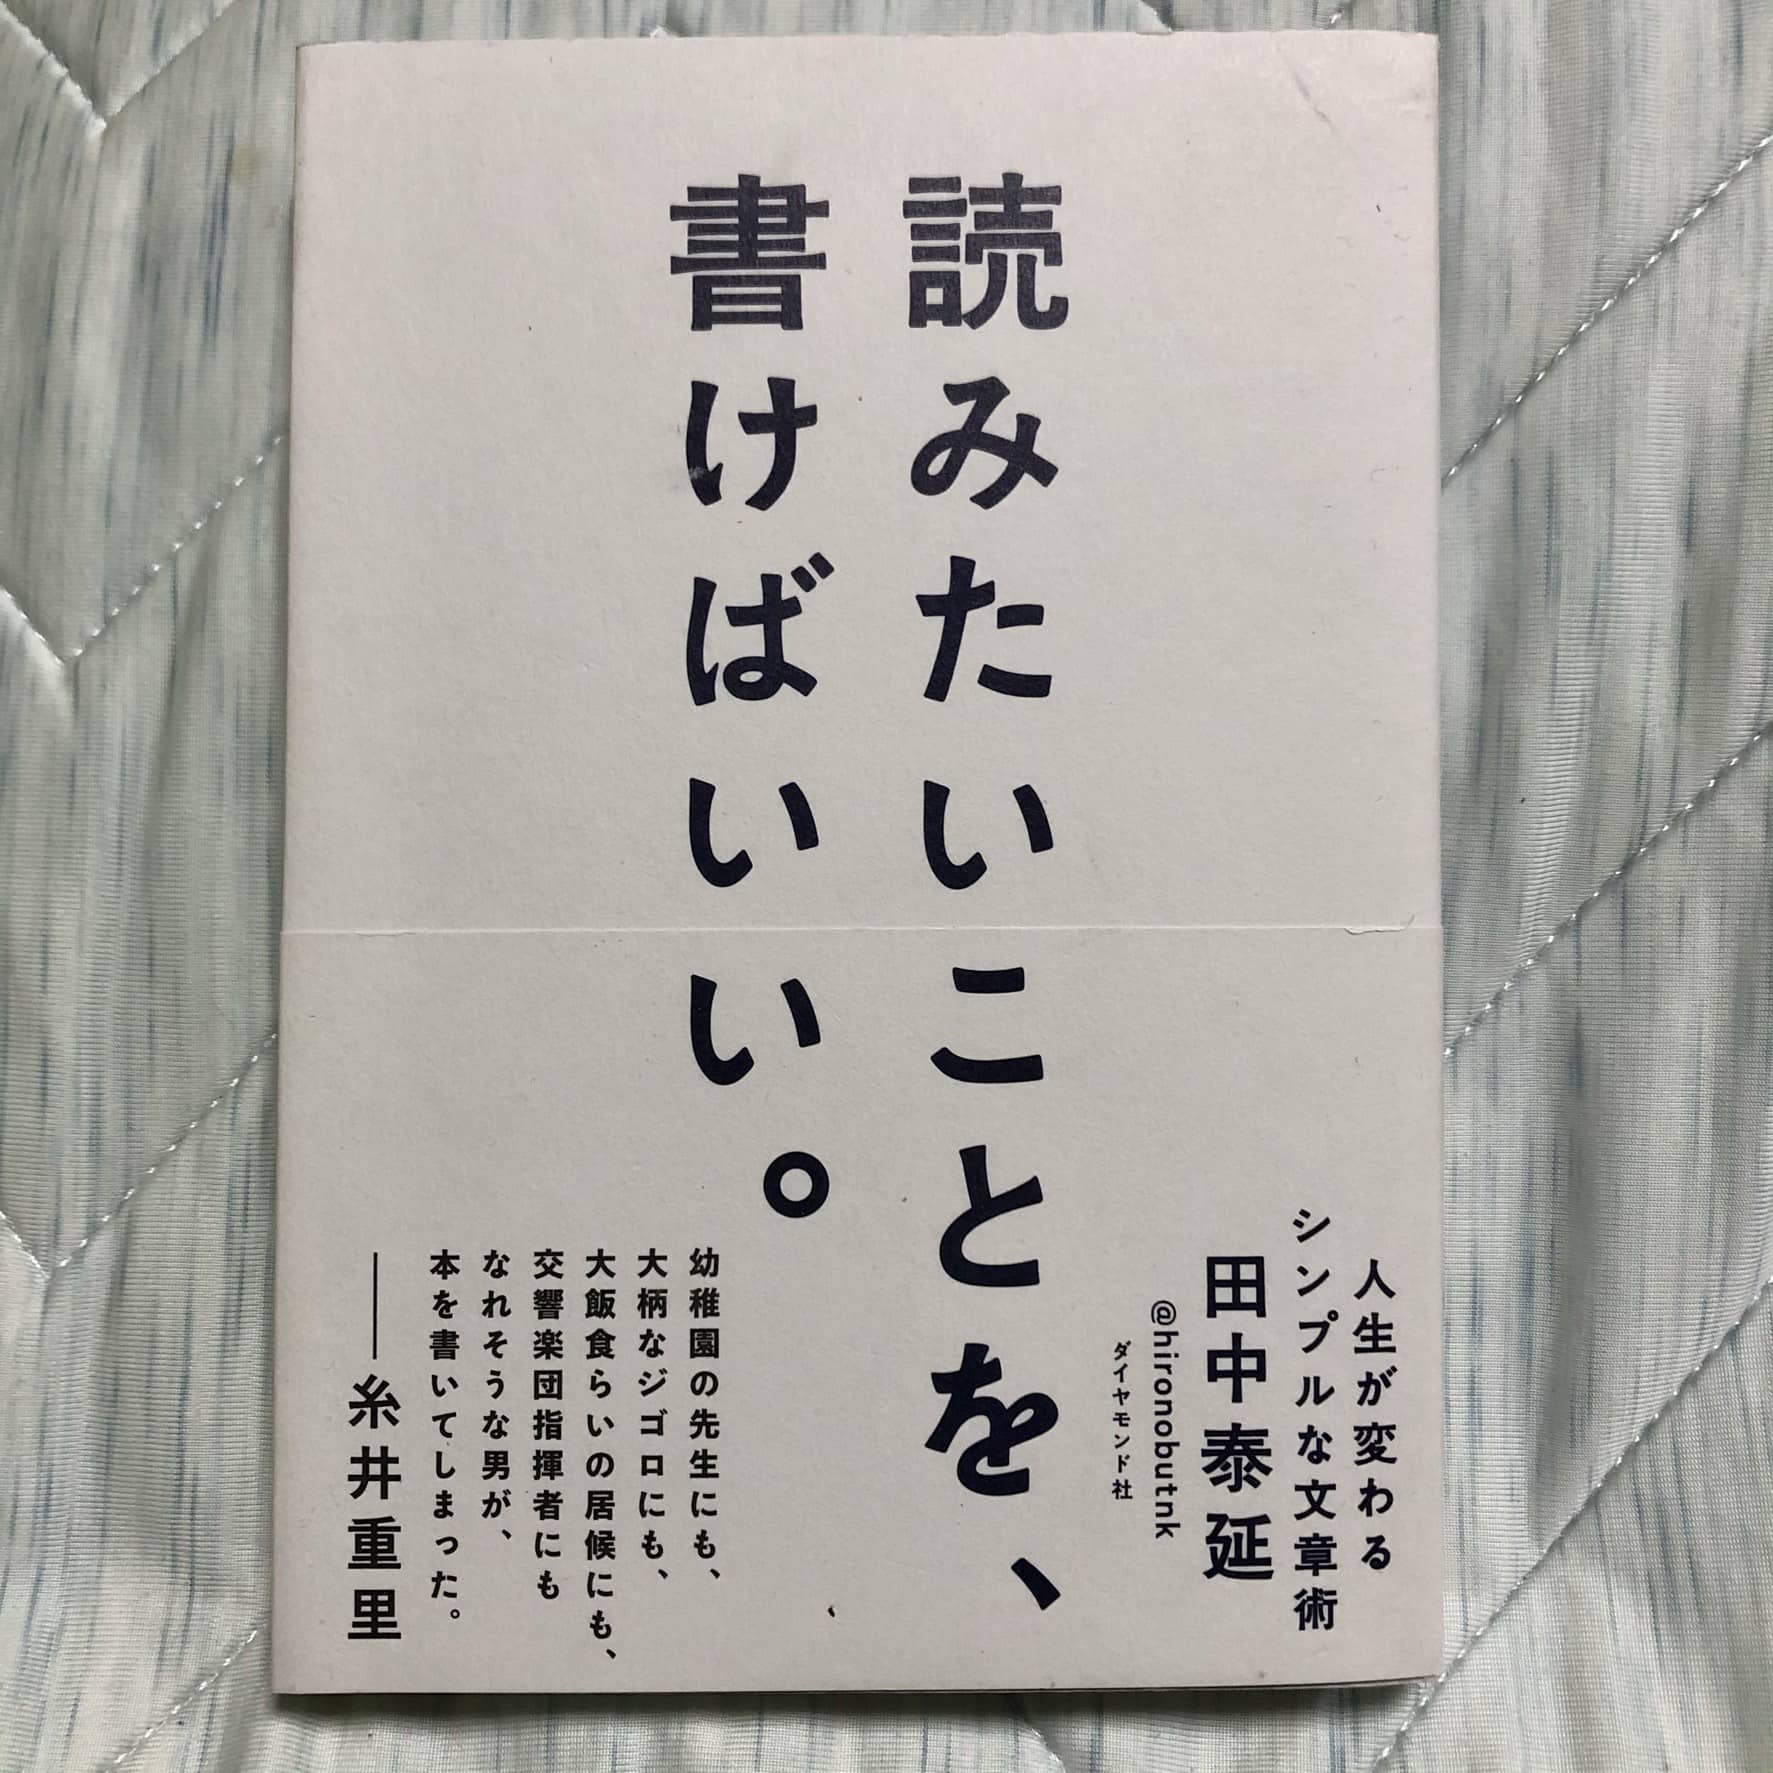 読みたいことを、
書けばいい。
人生が変わる
シンプルな文章術
田中泰延
@hironobutnk
ダイヤモンド社
幼稚園の先生にも、
大柄なジゴロにも、
大飯食らいの居候にも、
交響楽団指揮者にも
なれそうな男が、
本を書いてしまった。
──糸井重里